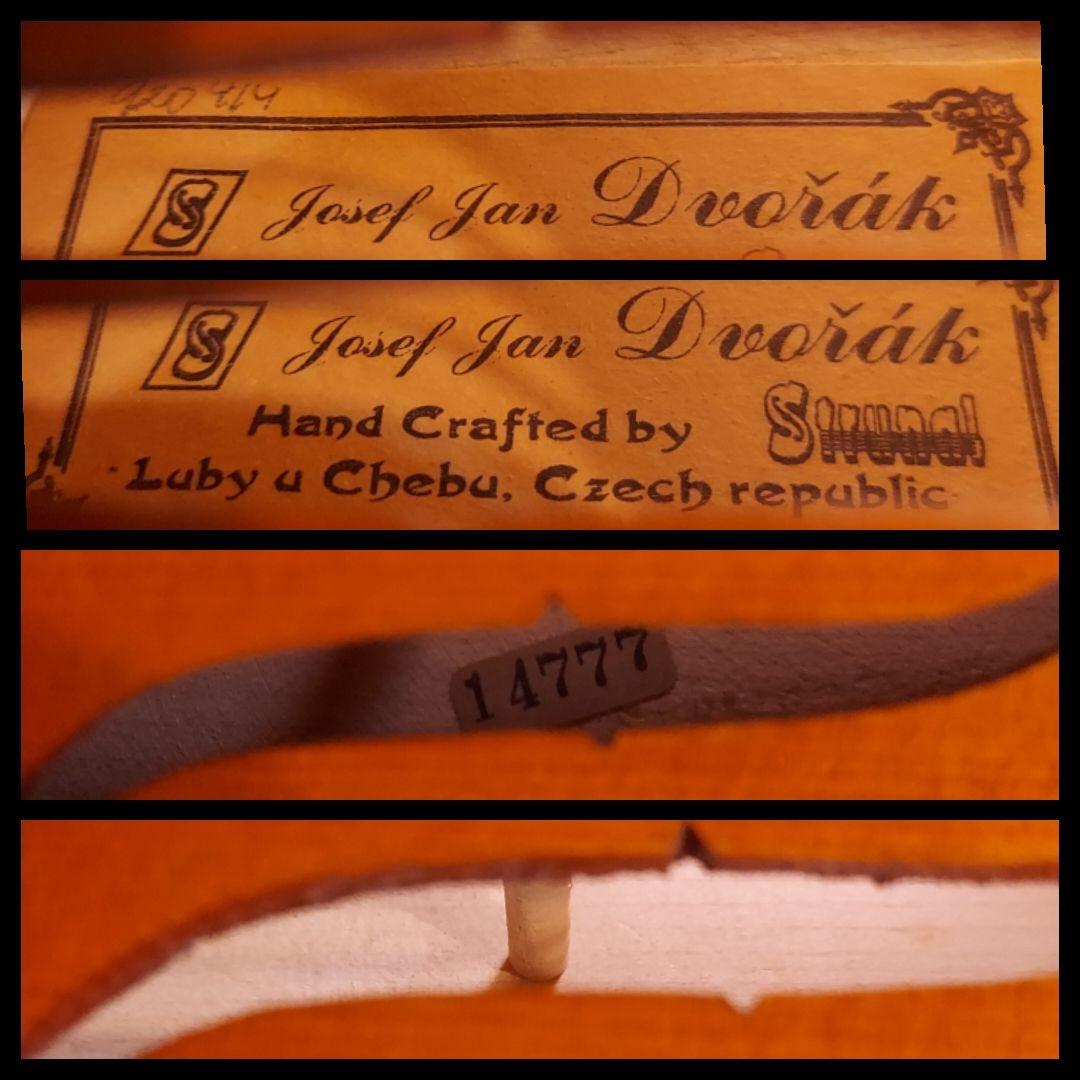 S Josef Jan Dvořák
S Josef Jan Dvořák
Hand Crafted by Strunal
Luby u Chebu, Czech republic
14777